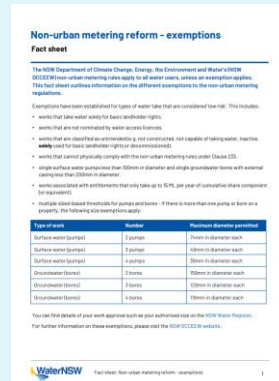 Non-urban metering reform - exemptions
Fact sheet
The NSW Department of Climate Change, Energy, the Environment and Water's (NSW
DCCEEW) non-urban metering rules apply to all water users, unless an exemption applies.
This fact sheet outlines information on the different exemptions to the non-urban metering
regulations.
Exemptions have been established for types of water take that are considered 'low risk'. This includes:
• works that take water solely for basic landholder rights.
• works that are not nominated by water access licences.
• works that are classified as unintended (e.g. not constructed, not capable of taking water, inactive,
solely used for basic landholder rights or decommissioned).
• works that cannot physically comply with the non-urban metering rules under Clause 233.
• single surface water pumps less than 100mm in diameter and single groundwater bores with external
casing less than 200mm in diameter.
• works associated with entitlements that only take up to 15 ML per year of cumulative share component
(or equivalent).
• multiple sized-based thresholds for pumps and bores - if there is more than one pump or bore on a
property, the following size exemptions apply:
Type of work Number Maximum diameter permitted
Surface water (pumps) 2 pumps 74mm in diameter each
Surface water (pumps) 3 pumps 49mm in diameter each
Surface water (pumps) 4 pumps 39mm in diameter each
Groundwater (bores) 2 bores 159mm in diameter each
Groundwater (bores) 3 bores 129mm in diameter each
Groundwater (bores) 4 bores 119mm in diameter each
You can find details of your work approval such as your authorised size on the NSW Water Register.
For further information on these exemptions, please visit the NSW DCCEEW website.
WaterNSW
Fact sheet: Non-urban metering reform - exemptions 1